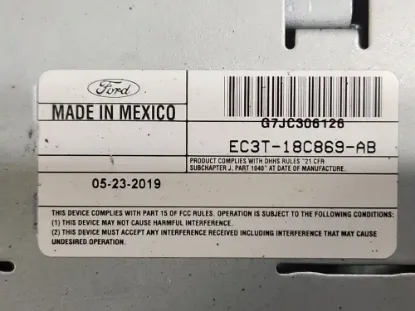 Ford
G7JC306126
MADE IN MEXICO
EC3T-18C869-AB
PRODUCT COMPLIES WITH DHHS RULES "21 CFR
SUBCHAPTER J, PART 1040" AT DATE OF MANUFACTURE.
05-23-2019
THIS DEVICE COMPLIES WITH PART 15 OF FCC RULES. OPERATION IS SUBJECT TO THE FOLLOWING TWO CONDITIONS:
(1) THIS DEVICE MAY NOT CAUSE HARMFUL INTERFERENCE.
(2) THIS DEVICE MUST ACCEPT ANY INTERFERENCE RECEIVED INCLUDING INTERFERENCE THAT MAY CAUSE
UNDESIRED OPERATION.